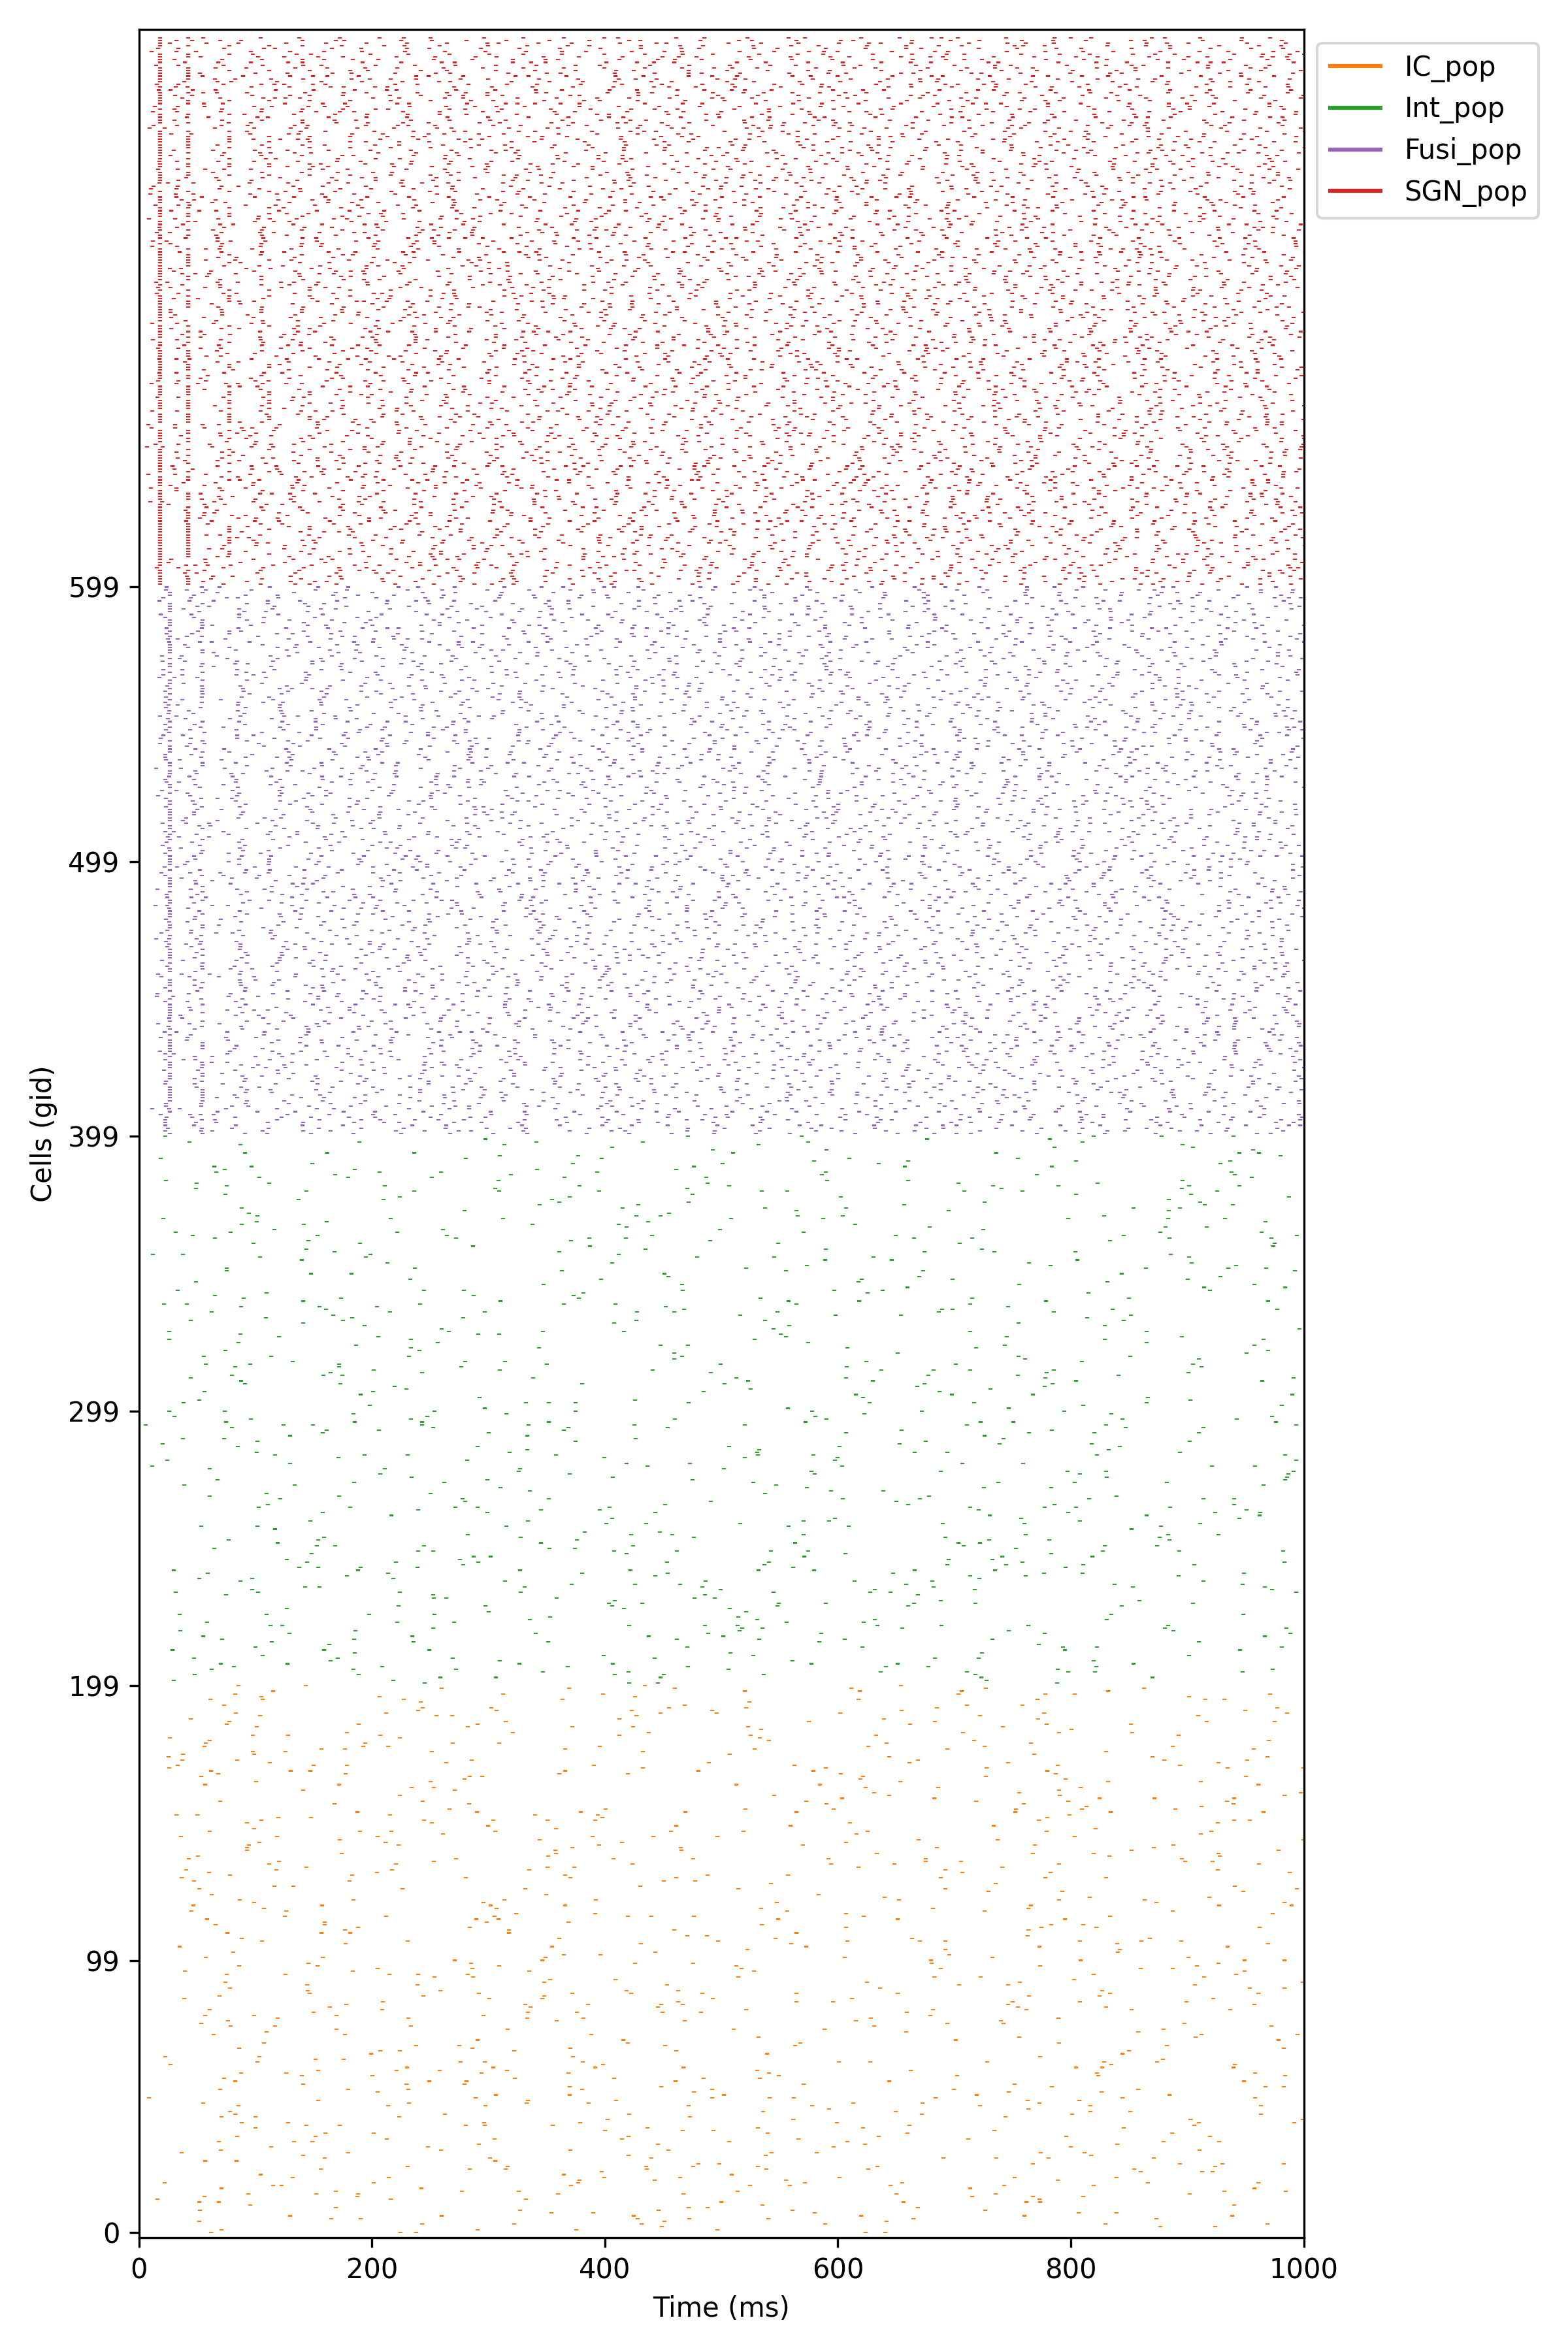 IC_pop
Int_pop
Fusi_pop
SGN_pop
599
499
399
299
199
99
0
Cells (gid)
0 200 400 600 800 1000
Time (ms)